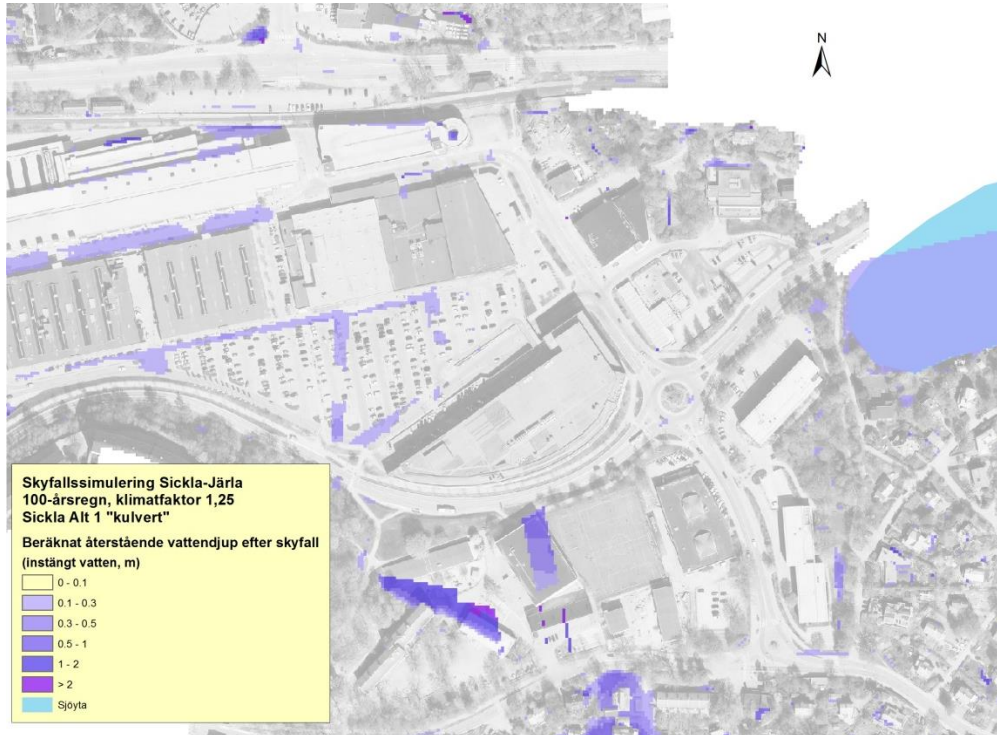 N
Skyfallssimulering Sickla-Järla
100-årsregn, klimatfaktor 1,25
Sickla Alt 1 "kulvert"
Beräknat återstående vattendjup efter skyfall
(instängt vatten, m)
0 - 0.1
0.1 - 0.3
0.3 - 0.5
0.5 - 1
1 - 2
> 2
Sjöyta